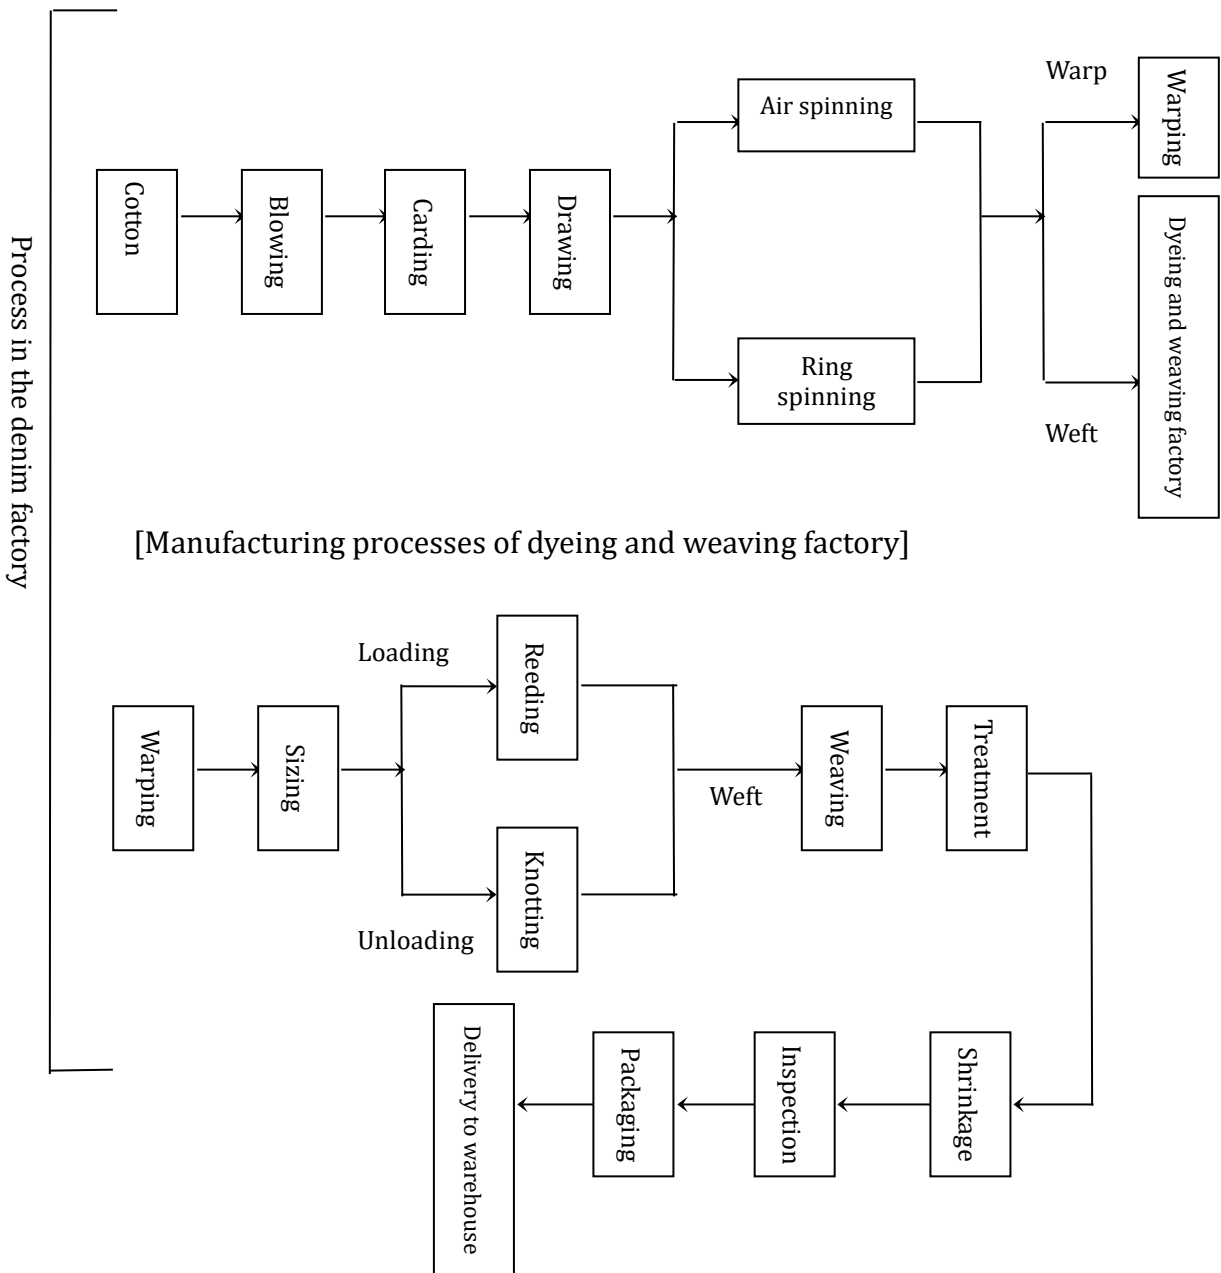 Process in the denim factory
Cotton
Blowing
Carding
Drawing
Air spinning
Ring
spinning
Warp
Weft
Warping
Dyeing and weaving factory
[Manufacturing processes of dyeing and weaving factory]
Warping
Sizing
Loading
Unloading
Reeding
Knotting
Weft
Weaving
Treatment
Shrinkage
Inspection
Packaging
Delivery to warehouse